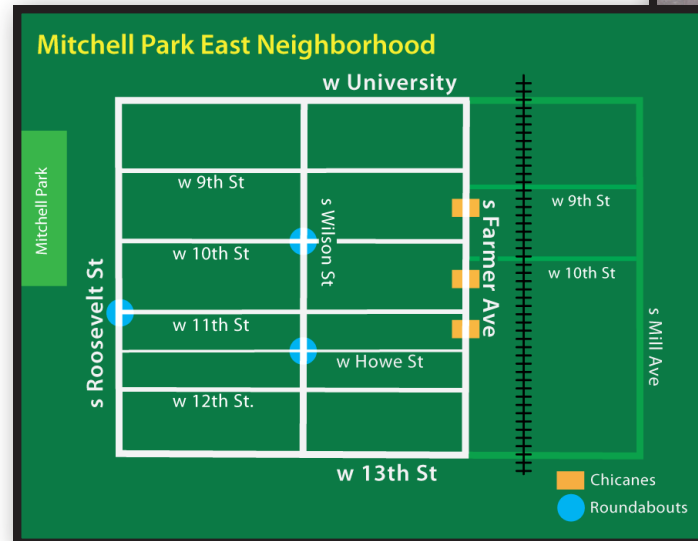 Mitchell Park East Neighborhood
w University
Mitchell Park
w 9th St
s Wilson St
s Farmer Ave
w 9th St
w 10th St
w 10th St
s Roosevelt St
w 11th St
s Mill Ave
w Howe St
w 12th St.
w 13th St
Chicanes
Roundabouts